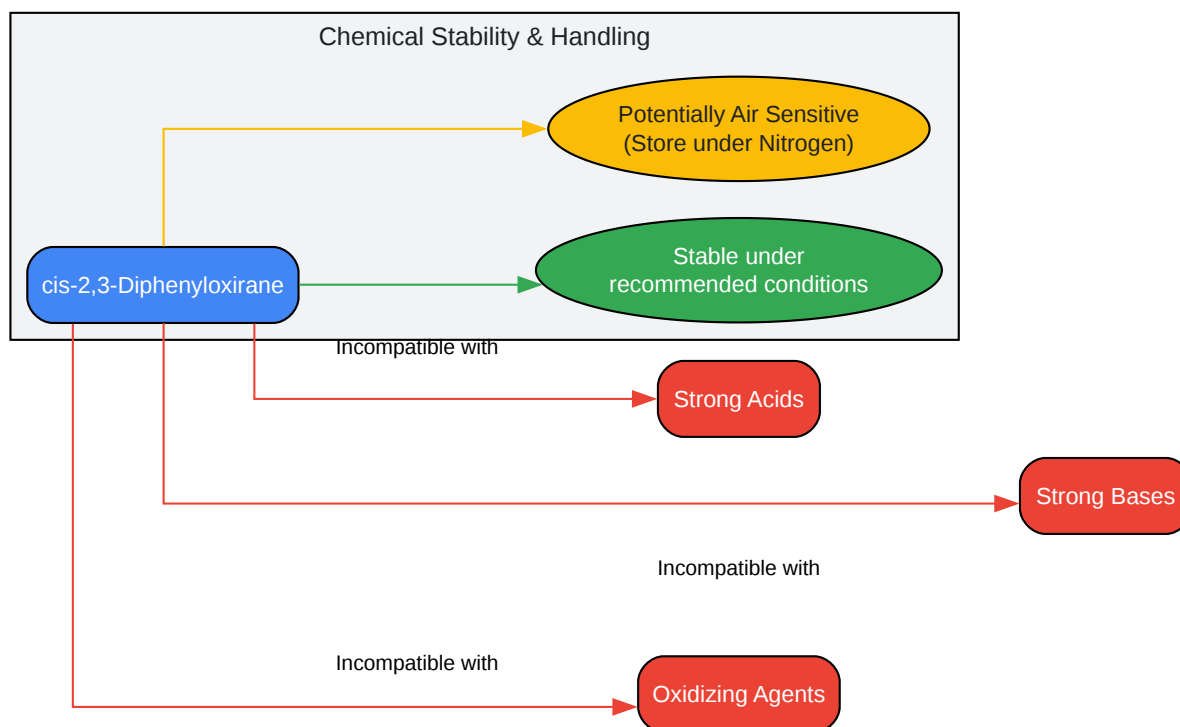 Chemical Stability & Handling
Potentially Air Sensitive
(Store under Nitrogen)
Stable under
recommended conditions
cis-2,3-Diphenyloxirane
Incompatible with
Strong Acids
Strong Bases
Incompatible with
Incompatible with
Oxidizing Agents